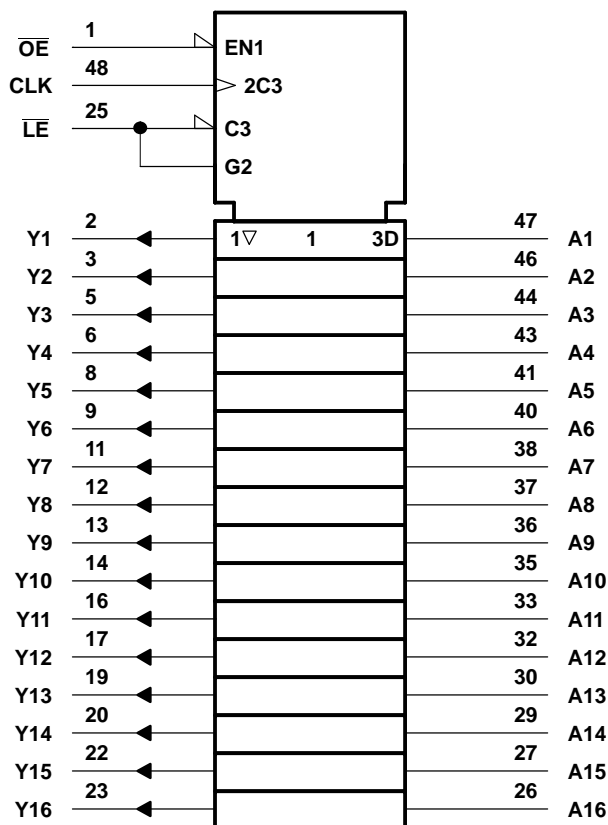 OE 1 EN1
CLK 48 2C3
LE 25 C3
G2
Y1 2 1▽ 1 3D 47 A1
Y2 3 46 A2
Y3 5 44 A3
Y4 6 43 A4
Y5 8 41 A5
Y6 9 40 A6
Y7 11 38 A7
Y8 12 37 A8
Y9 13 36 A9
Y10 14 35 A10
Y11 16 33 A11
Y12 17 32 A12
Y13 19 30 A13
Y14 20 29 A14
Y15 22 27 A15
Y16 23 26 A16